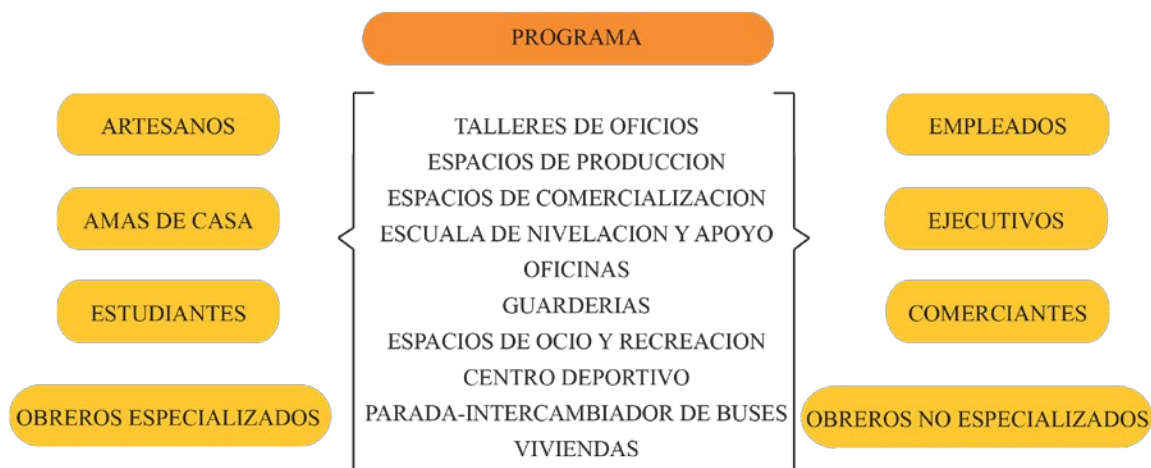 PROGRAMA
ARTESANOS
AMAS DE CASA
ESTUDIANTES
OBREROS ESPECIALIZADOS
TALLERES DE OFICIOS
ESPACIOS DE PRODUCCION
ESPACIOS DE COMERCIALIZACION
ESCUALA DE NIVELACION Y APOYO
OFICINAS
GUARDERIAS
ESPACIOS DE OCIO Y RECREACION
CENTRO DEPORTIVO
PARADA-INTERCAMBIADOR DE BUSES
VIVIENDAS
EMPLEADOS
EJECUTIVOS
COMERCIANTES
OBREROS NO ESPECIALIZADOS